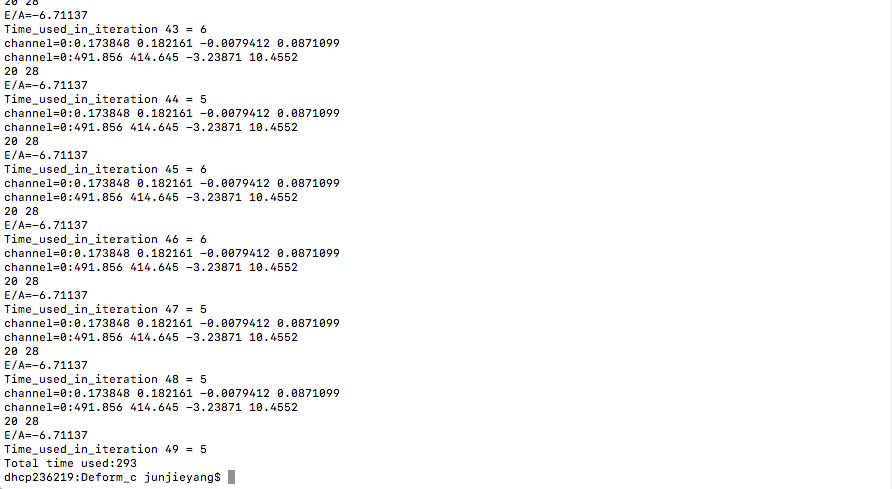 20 28
E/A=-6.71137
Time_used_in_iteration 43 = 6
channel=0:0.173848 0.182161 -0.0079412 0.0871099
channel=0:491.856 414.645 -3.23871 10.4552
20 28
E/A=-6.71137
Time_used_in_iteration 44 = 5
channel=0:0.173848 0.182161 -0.0079412 0.0871099
channel=0:491.856 414.645 -3.23871 10.4552
20 28
E/A=-6.71137
Time_used_in_iteration 45 = 6
channel=0:0.173848 0.182161 -0.0079412 0.0871099
channel=0:491.856 414.645 -3.23871 10.4552
20 28
E/A=-6.71137
Time_used_in_iteration 46 = 6
channel=0:0.173848 0.182161 -0.0079412 0.0871099
channel=0:491.856 414.645 -3.23871 10.4552
20 28
E/A=-6.71137
Time_used_in_iteration 47 = 5
channel=0:0.173848 0.182161 -0.0079412 0.0871099
channel=0:491.856 414.645 -3.23871 10.4552
20 28
E/A=-6.71137
Time_used_in_iteration 48 = 5
channel=0:0.173848 0.182161 -0.0079412 0.0871099
channel=0:491.856 414.645 -3.23871 10.4552
20 28
E/A=-6.71137
Time_used_in_iteration 49 = 5
Total time used:293
dhcp236219:Deform_c junjieyang$